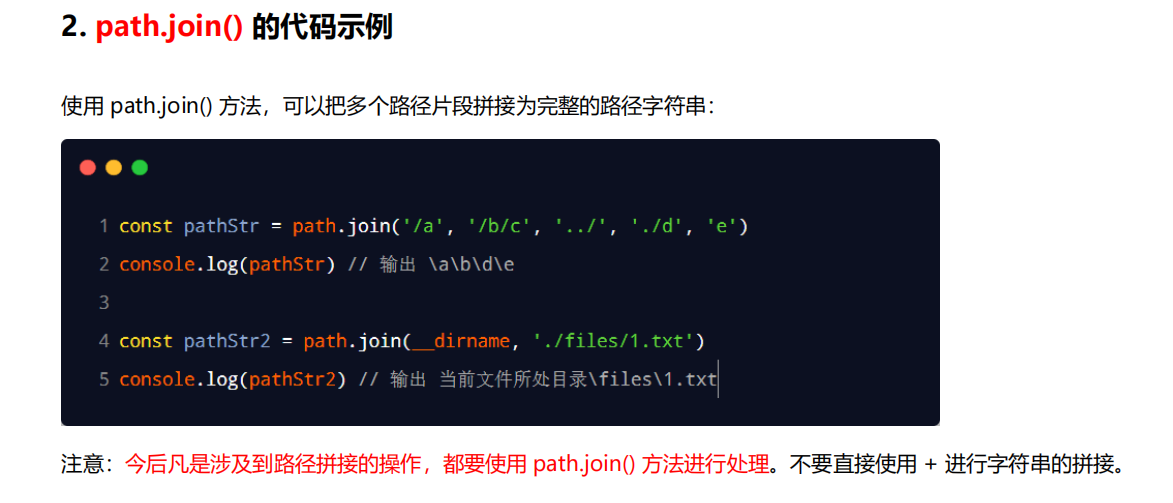 2. path.join() 的代码示例
使用 path.join() 方法，可以把多个路径片段拼接为完整的路径字符串：
1 const pathStr = path.join('/a', '/b/c', '../', './d', 'e')
2 console.log(pathStr) // 输出 \a\b\d\e
3
4 const pathStr2 = path.join(__dirname, './files/1.txt')
5 console.log(pathStr2) // 输出 当前文件所处目录\files\1.txt
注意：今后凡是涉及到路径拼接的操作，都要使用 path.join() 方法进行处理。不要直接使用 + 进行字符串的拼接。